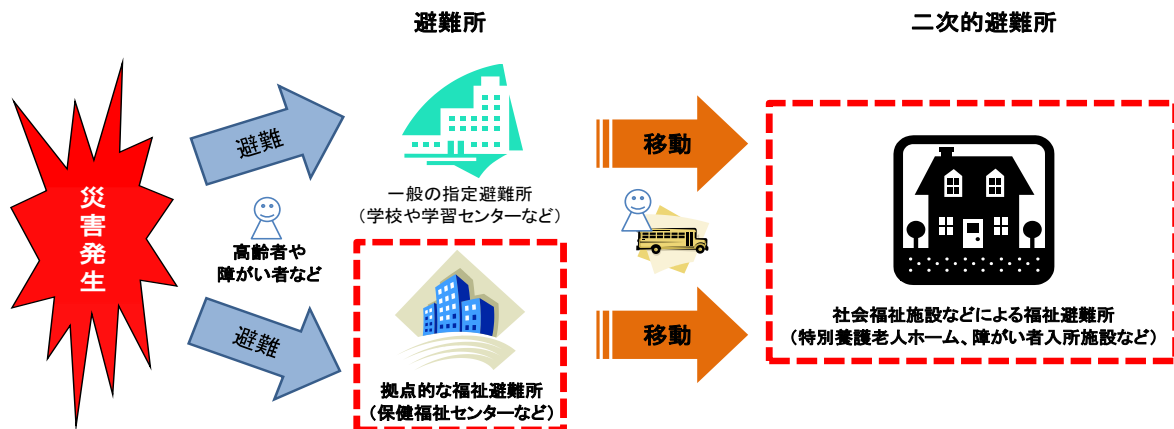 避難所
二次的避難所
災害発生
避難
高齢者や
障がい者など
避難
一般の指定避難所
（学校や学習センターなど）
拠点的な福祉避難所
（保健福祉センターなど）
移動
移動
社会福祉施設などによる福祉避難所
（特別養護老人ホーム、障がい者入所施設など）